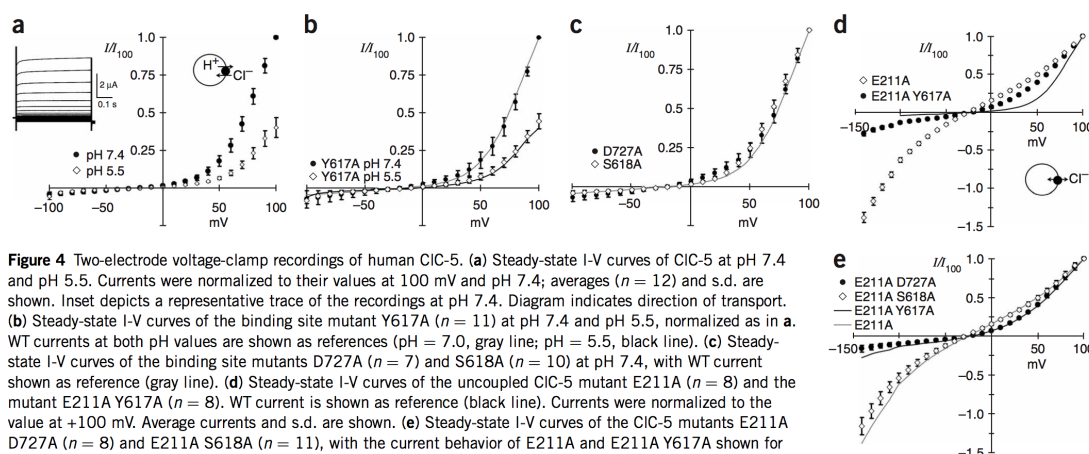 a
b
c
d
I/I100
1.0
0.75
0.5
0.25
H+
Cl−
2 µA
0.1 s
pH 7.4
pH 5.5
−100
−50
50
100
mV
I/I100
1.0
0.75
0.5
0.25
Y617A pH 7.4
Y617A pH 5.5
−50
50
100
mV
I/I100
1.0
0.75
0.5
0.25
D727A
S618A
−50
50
100
mV
I/I100
1.0
0.5
E211A
E211A Y617A
−150
50
100
mV
−0.5
−1.0
−1.5
Cl−
Figure 4 Two-electrode voltage-clamp recordings of human ClC-5. (a) Steady-state I-V curves of ClC-5 at pH 7.4
and pH 5.5. Currents were normalized to their values at 100 mV and pH 7.4; averages (n = 12) and s.d. are
shown. Inset depicts a representative trace of the recordings at pH 7.4. Diagram indicates direction of transport.
(b) Steady-state I-V curves of the binding site mutant Y617A (n = 11) at pH 7.4 and pH 5.5, normalized as in a.
WT currents at both pH values are shown as references (pH = 7.0, gray line; pH = 5.5, black line). (c) Steady-
state I-V curves of the binding site mutants D727A (n = 7) and S618A (n = 10) at pH 7.4, with WT current
shown as reference (gray line). (d) Steady-state I-V curves of the uncoupled ClC-5 mutant E211A (n = 8) and the
mutant E211A Y617A (n = 8). WT current is shown as reference (black line). Currents were normalized to the
value at +100 mV. Average currents and s.d. are shown. (e) Steady-state I-V curves of the ClC-5 mutants E211A
D727A (n = 8) and E211A S618A (n = 11), with the current behavior of E211A and E211A Y617A shown for
e
I/I100
1.0
0.5
E211A D727A
E211A S618A
E211A Y617A
E211A
−150
50
100
mV
−0.5
−1.0
−1.5